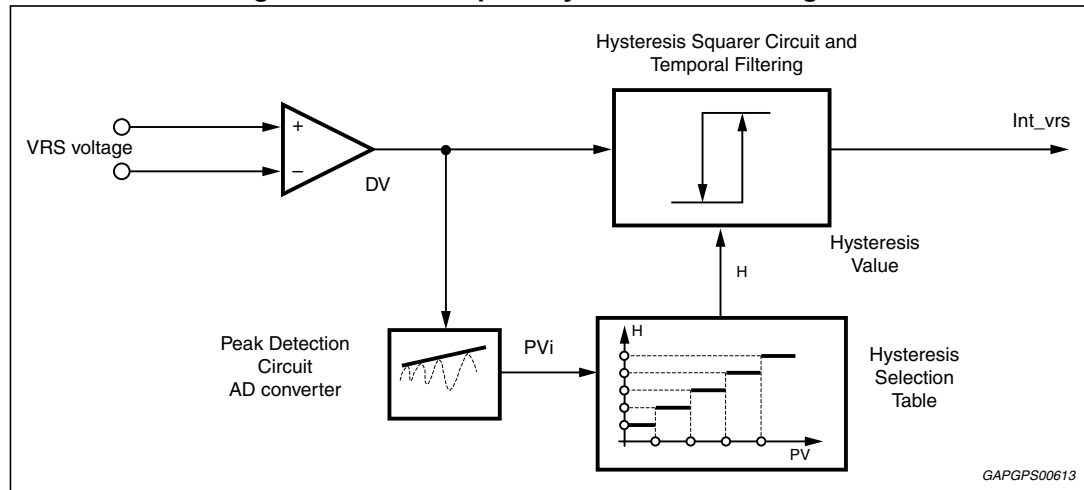 Hysteresis Squarer Circuit and
Temporal Filtering
Int_vrs
+
VRS voltage
−
DV
Hysteresis
Value
H
Peak Detection
Circuit
AD converter
PVi
H
Hysteresis
Selection
Table
PV
GAPGPS00613